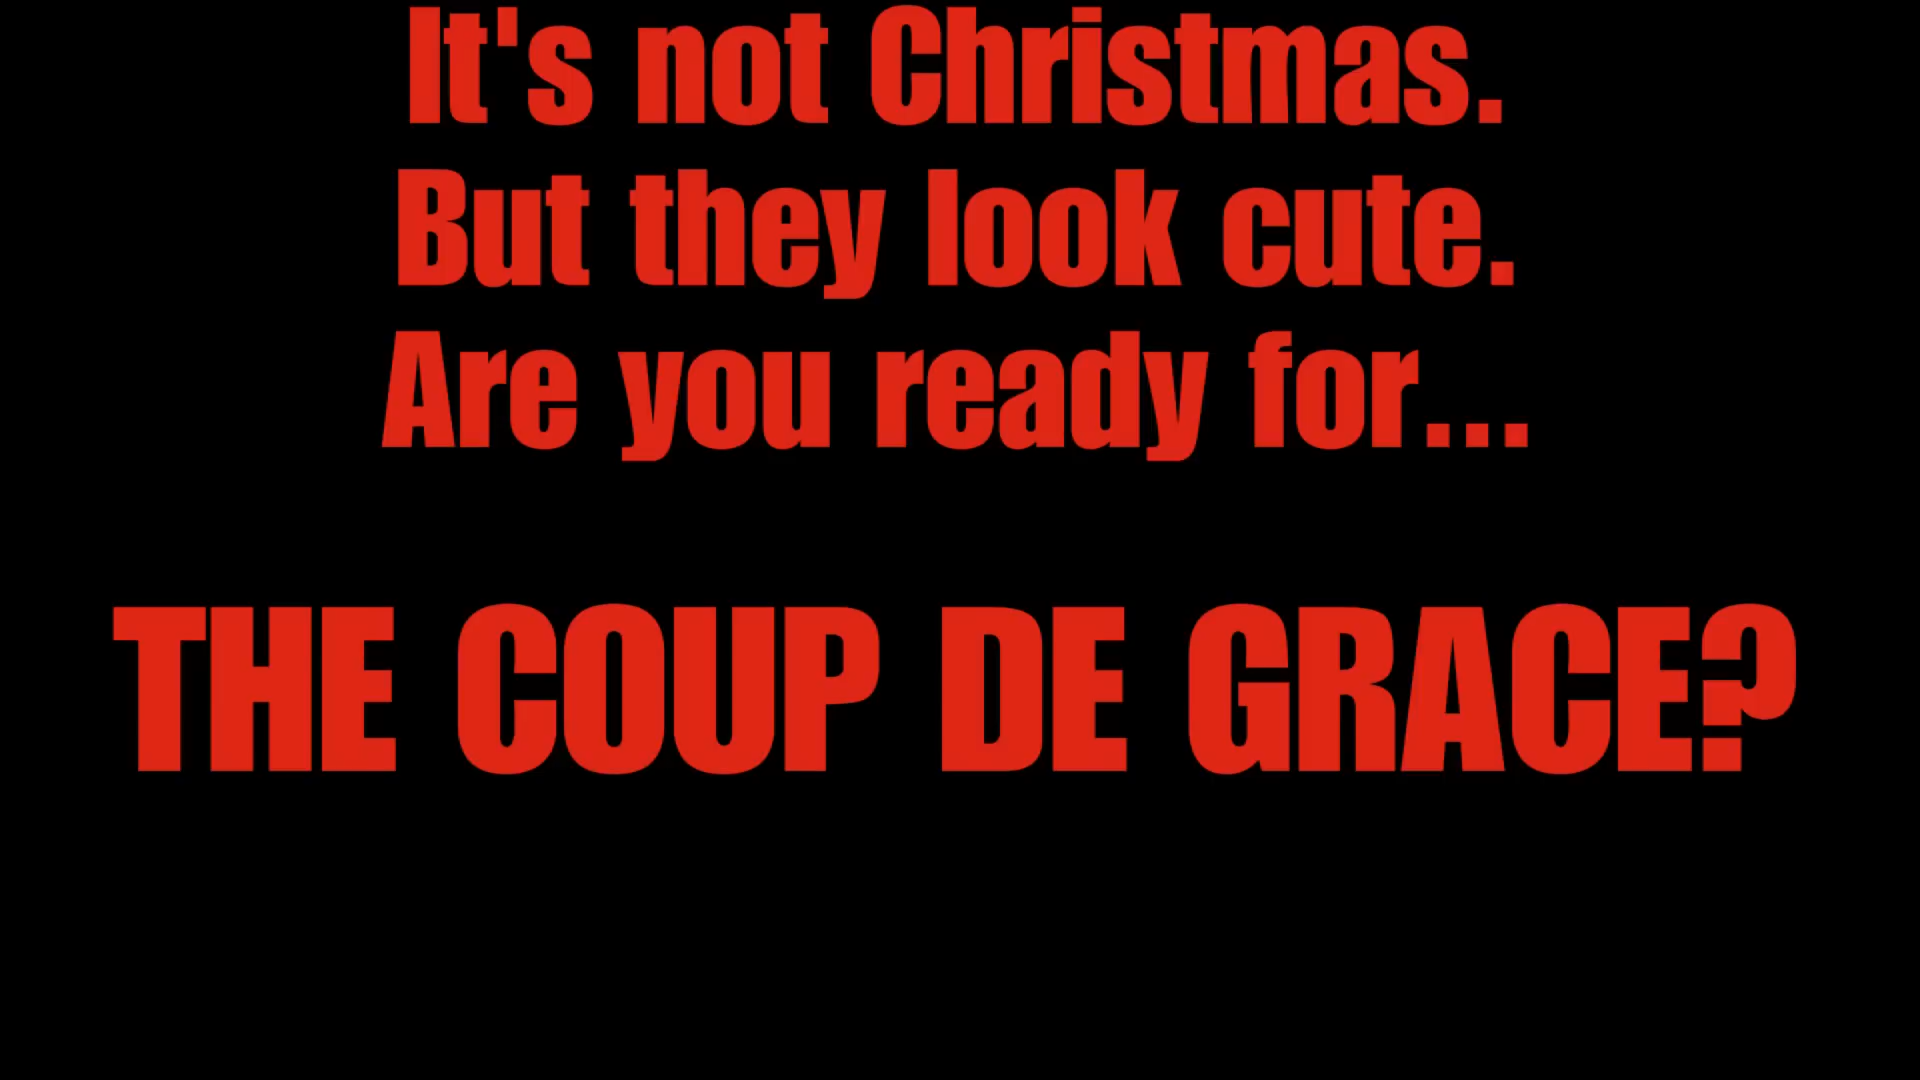 It's not Christmas.
But they look cute.
Are you ready for...
THE COUP DE GRACE?